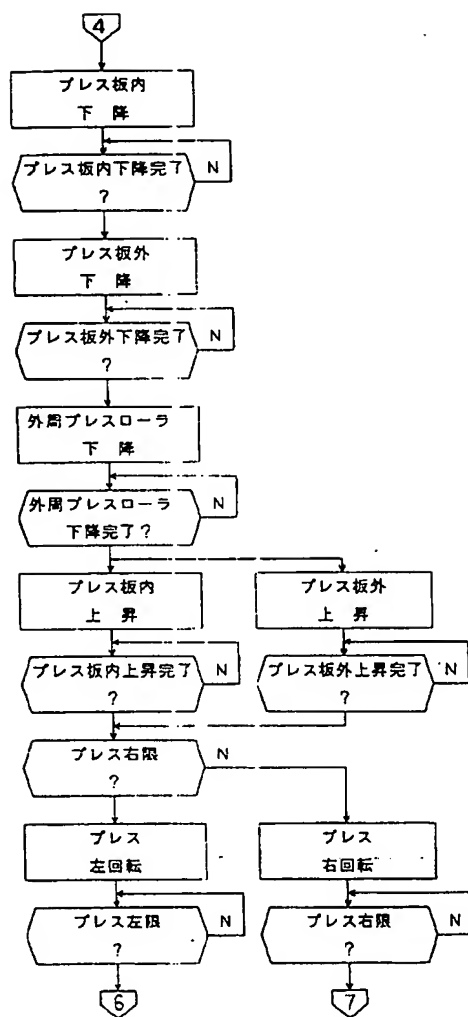 4
プレス板内
下降
プレス板内下降完了
?
N
プレス板外
下降
プレス板外下降完了
?
N
外周プレスローラ
下降
外周プレスローラ
下降完了?
N
プレス板内
上昇
プレス板外
上昇
プレス板内上昇完了
?
N
プレス板外上昇完了
?
N
プレス右限
?
N
プレス
左回転
プレス
右回転
プレス左限
?
N
プレス右限
?
N
6
7